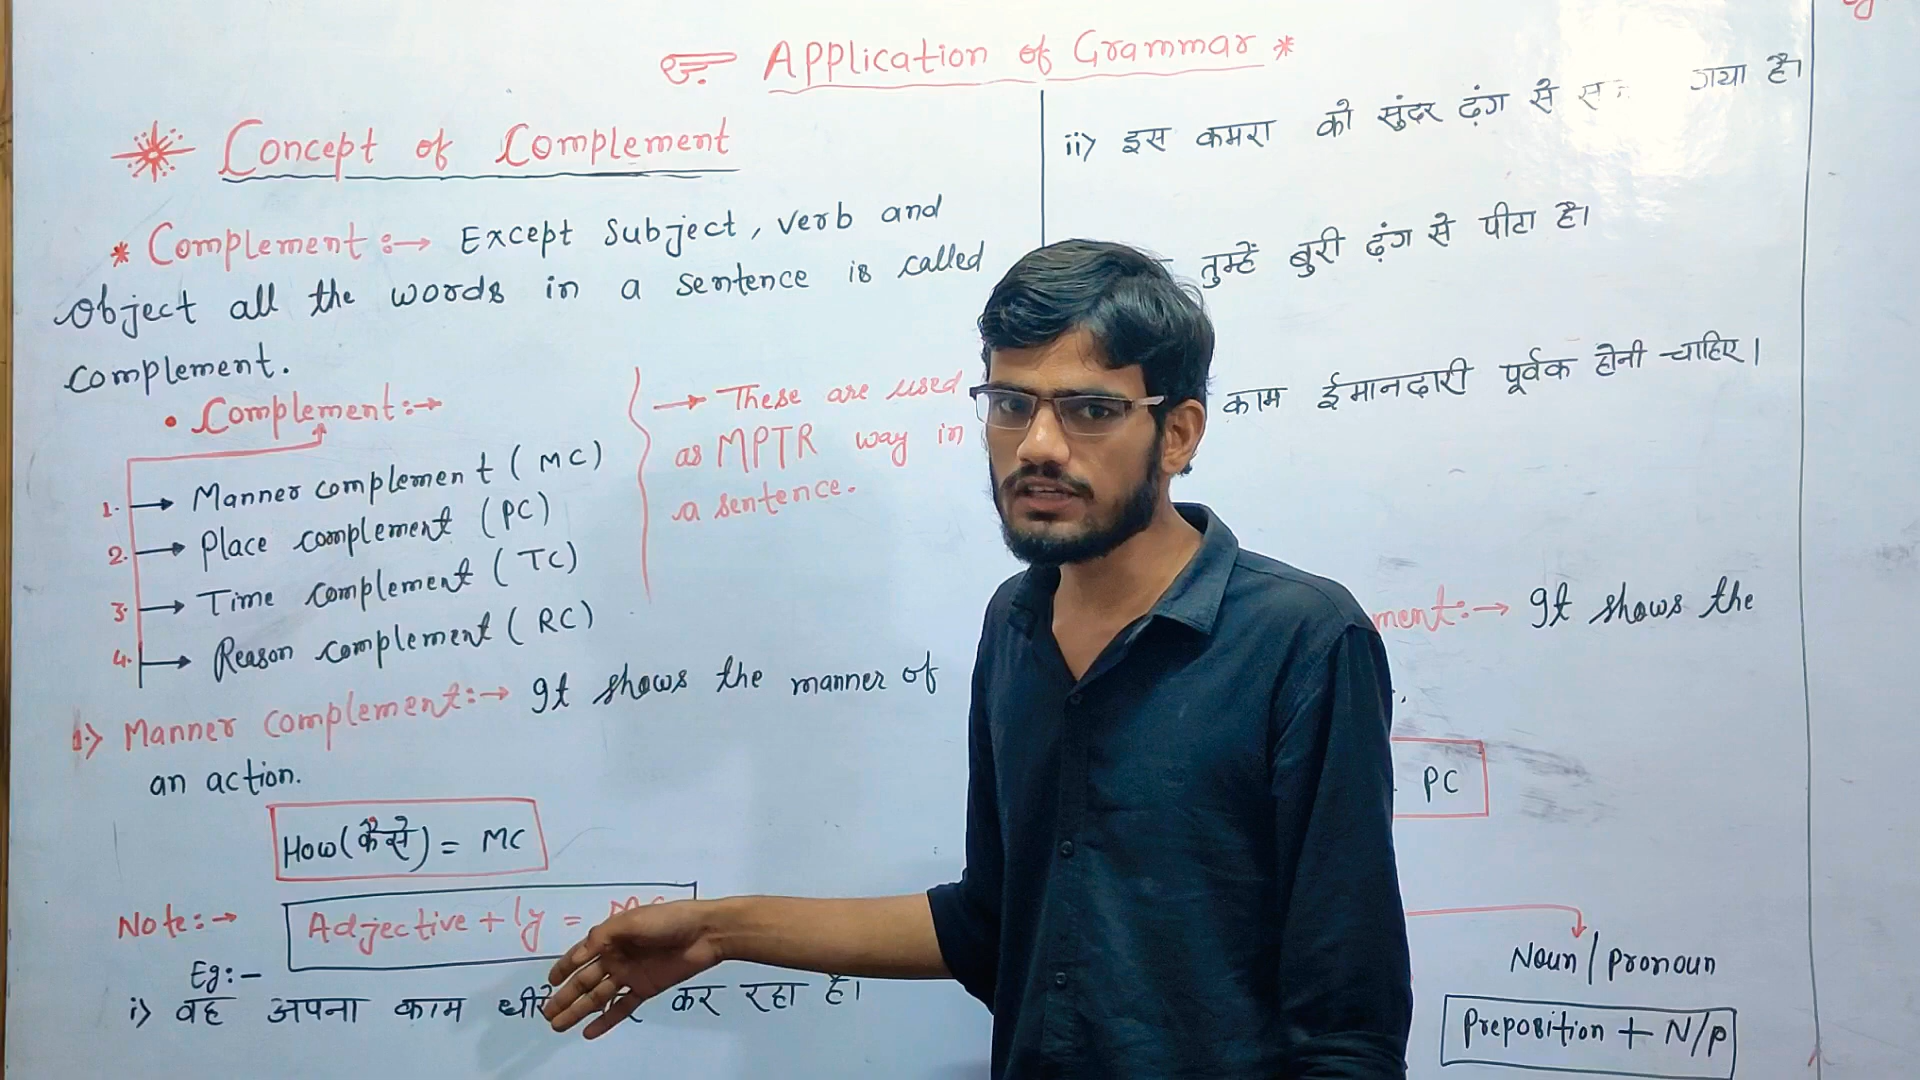 Application of Grammar *
Concept of Complement
* Complement :→ Except Subject, verb and
object all the words in a sentence is called
complement.
• Complement :→
1. → Manner complement (MC)
2. → Place complement (PC)
3. → Time complement (TC)
4. → Reason complement (RC)
→ These are used
as MPTR way in
a sentence.
1) Manner complement :→ It shows the manner of
an action.
How (कैसे) = MC
Note :→ Adjective + ly =
Eg :-
i) वह अपना काम कर रहा है।
ii) इस कमरा को सुंदर ढ़ंग से गया है।
तुम्हें बुरी ढ़ंग से पीटा है।
काम ईमानदारी पूर्वक होनी चाहिए।
ment :→ It shows the
PC
Noun / pronoun
Preposition + N/P